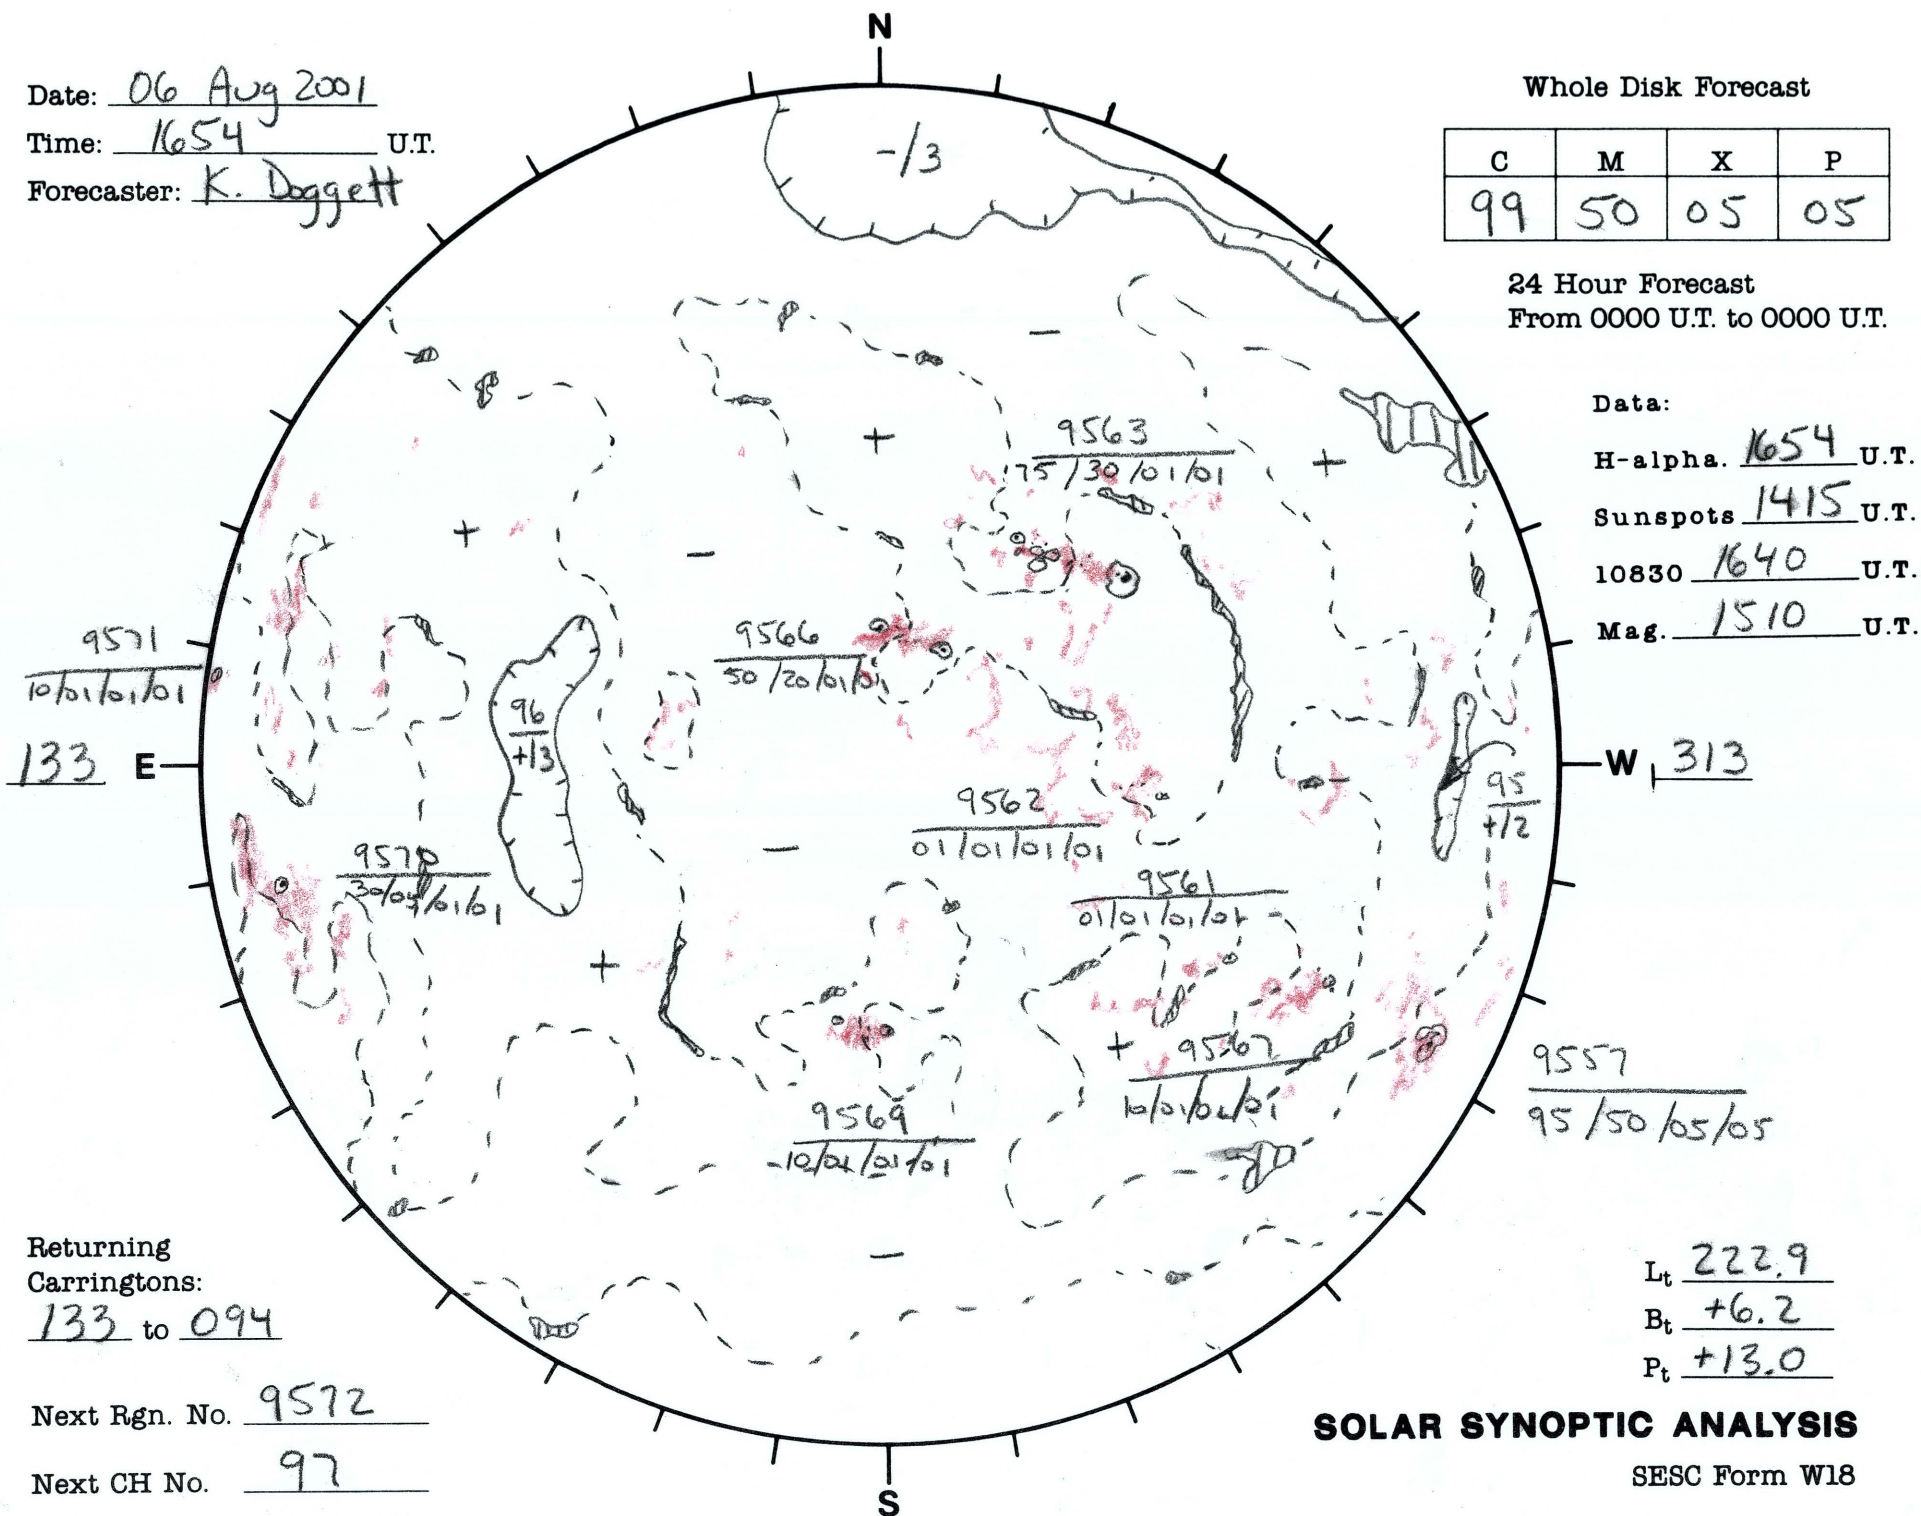 N
Date: 06 Aug 2001
Time: 1654 U.T.
Forecaster: K. Doggett
Whole Disk Forecast
C M X P
99 50 05 05
24 Hour Forecast
From 0000 U.T. to 0000 U.T.
Data:
H-alpha. 1654 U.T.
Sunspots 1415 U.T.
10830 1640 U.T.
Mag. 1510 U.T.
-/3
−
+
+
9563
75/30/01/01
+
−
9566
50/20/01/01
9571
10/01/01/01
96
+/3
133 E
W 313
95
+/2
9562
01/01/01/01
−
9570
30/05/01/01
9561
01/01/01/01
+
+
9567
10/01/01/01
9557
95/50/05/05
9569
10/01/01/01
−
Returning
Carringtons:
133 to 094
Next Rgn. No. 9572
Next CH No. 97
Lt 222.9
Bt +6.2
Pt +13.0
SOLAR SYNOPTIC ANALYSIS
SESC Form W18
S